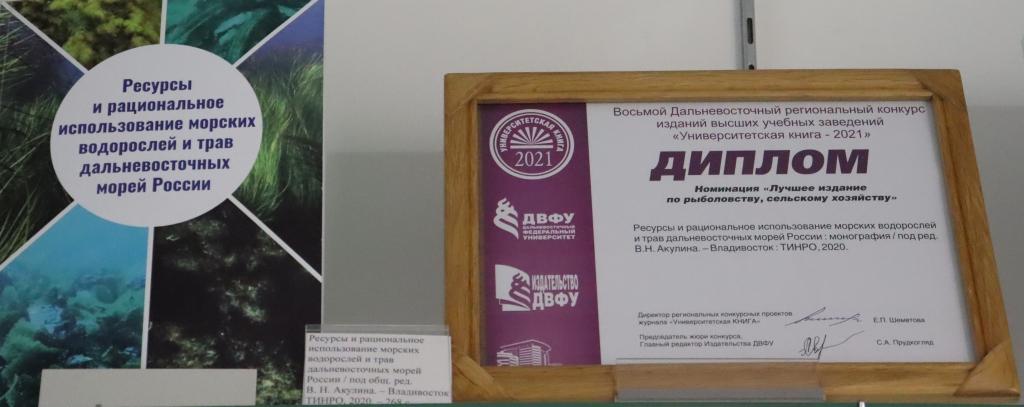 Ресурсы
и рациональное
использование морских
водорослей и трав
дальневосточных
морей России
Ресурсы и рациональное
использование морских
водорослей и трав
дальневосточных морей
России / под общ. ред.
В. Н. Акулина. – Владивосток
ТИНРО, 2020. – 268 с.
УНИВЕРСИТЕТСКАЯ КНИГА
2021
ДВФУ
ДАЛЬНЕВОСТОЧНЫЙ
ФЕДЕРАЛЬНЫЙ
УНИВЕРСИТЕТ
ИЗДАТЕЛЬСТВО
ДВФУ
Восьмой Дальневосточный региональный конкурс
изданий высших учебных заведений
«Университетская книга - 2021»
ДИПЛОМ
Номинация «Лучшее издание
по рыболовству, сельскому хозяйству»
Ресурсы и рациональное использование морских водорослей
и трав дальневосточных морей России : монография / под ред.
В.Н. Акулина. – Владивосток : ТИНРО, 2020.
Директор региональных конкурсных проектов
журнала «Университетская КНИГА»
Е.П. Шеметова
Председатель жюри конкурса,
Главный редактор Издательства ДВФУ
С.А. Прудкогляд